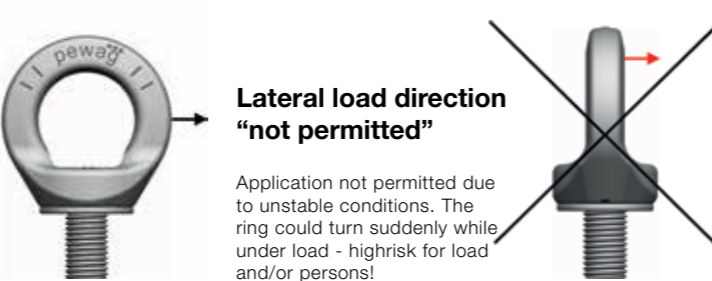 pewag
Lateral load direction
“not permitted”
Application not permitted due
to unstable conditions. The
ring could turn suddenly while
under load - highrisk for load
and/or persons!